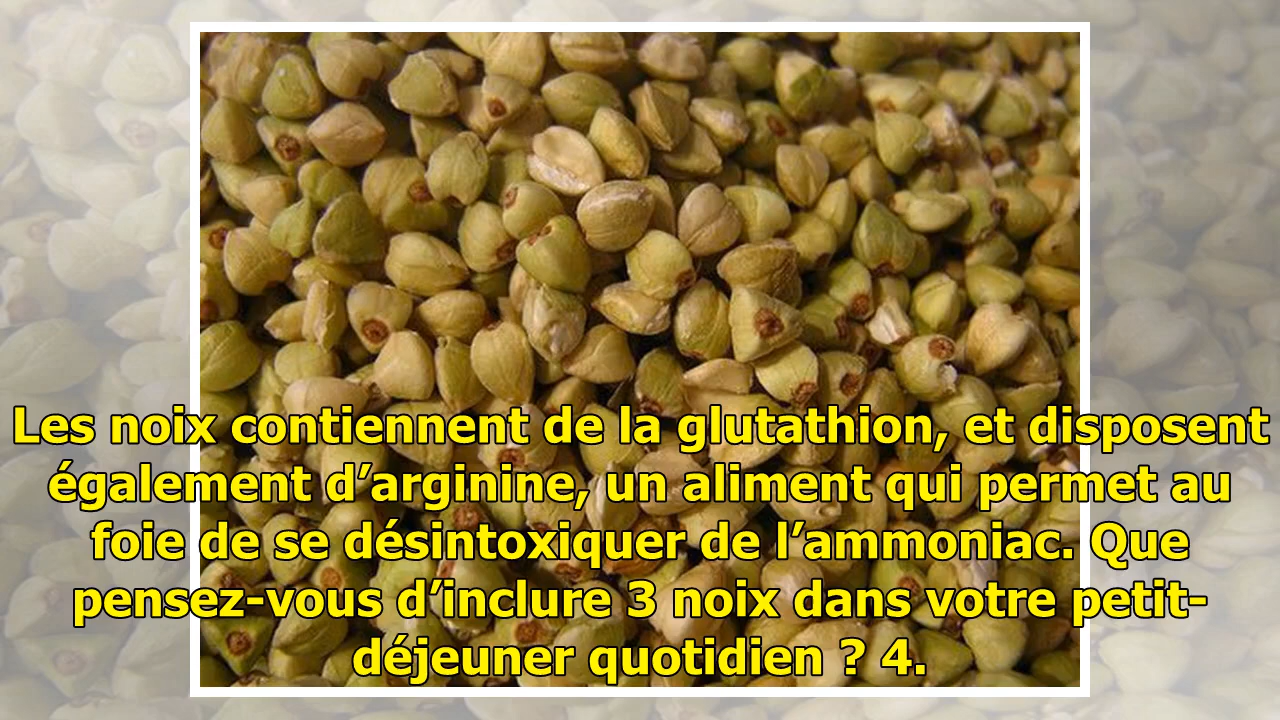 Les noix contiennent de la glutathion, et disposent
également d’arginine, un aliment qui permet au
foie de se désintoxiquer de l’ammoniac. Que
pensez-vous d’inclure 3 noix dans votre petit-
déjeuner quotidien ? 4.